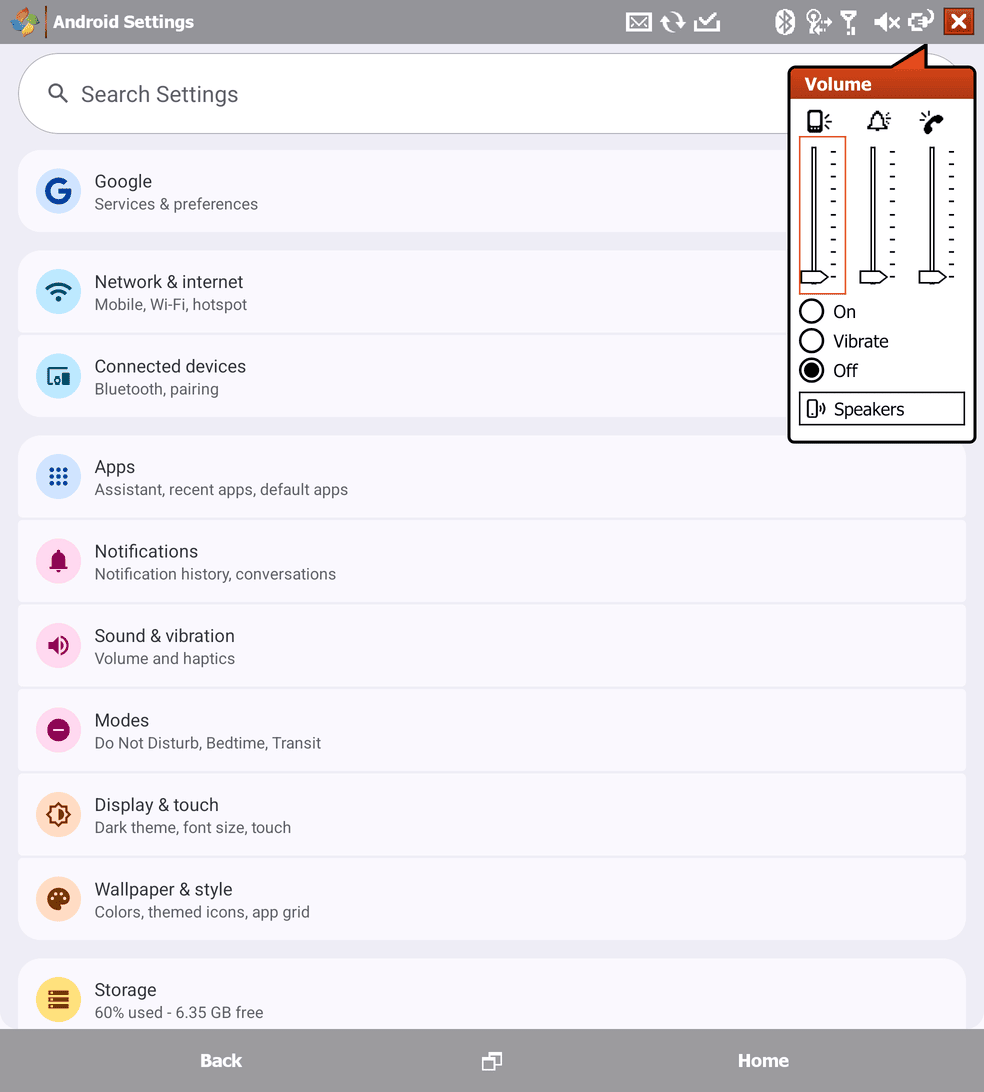 Android Settings
Search Settings
Volume
On
Vibrate
Off
Speakers
Google
Services & preferences
Network & internet
Mobile, Wi-Fi, hotspot
Connected devices
Bluetooth, pairing
Apps
Assistant, recent apps, default apps
Notifications
Notification history, conversations
Sound & vibration
Volume and haptics
Modes
Do Not Disturb, Bedtime, Transit
Display & touch
Dark theme, font size, touch
Wallpaper & style
Colors, themed icons, app grid
Storage
60% used - 6.35 GB free
Back
Home